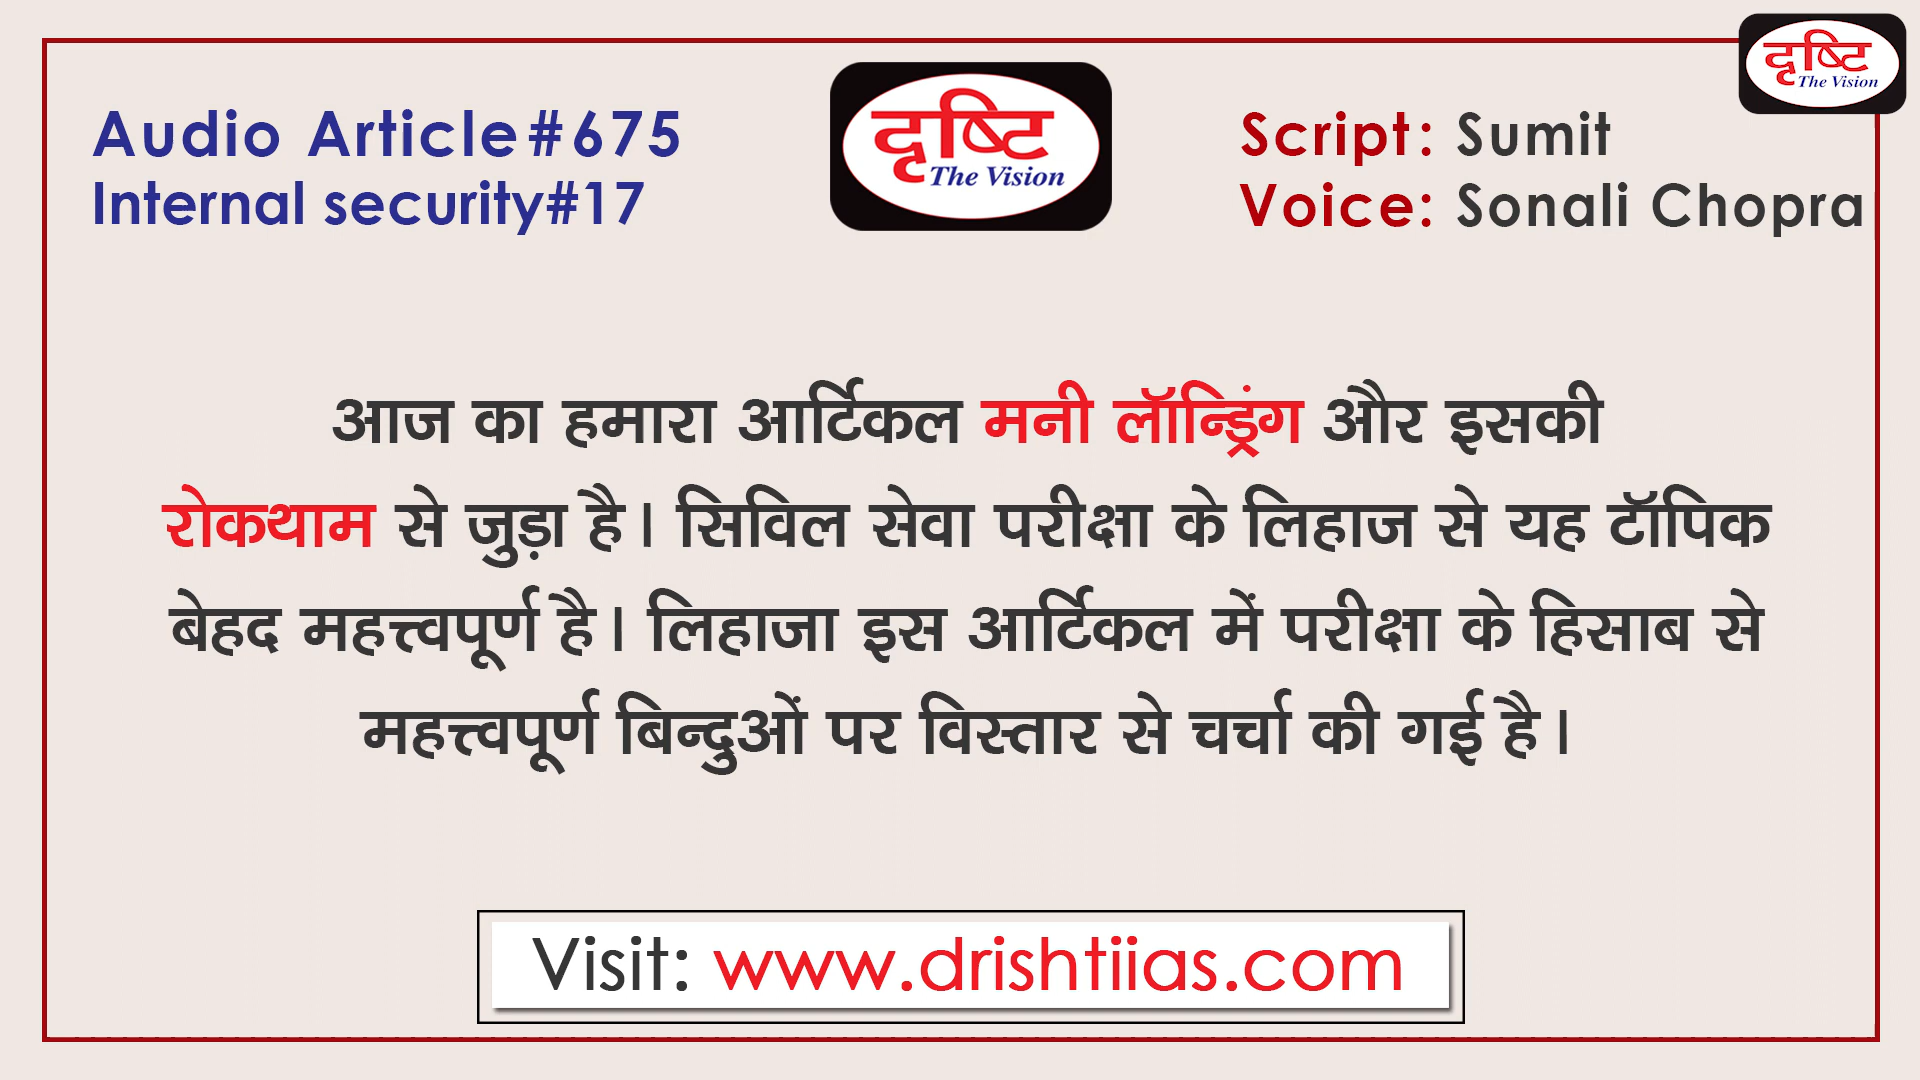 दृष्टि
The Vision
Audio Article#675
Internal security#17
दृष्टि
The Vision
Script: Sumit
Voice: Sonali Chopra
आज का हमारा आर्टिकल मनी लॉन्ड्रिंग और इसकी
रोकथाम से जुड़ा है। सिविल सेवा परीक्षा के लिहाज से यह टॉपिक
बेहद महत्त्वपूर्ण है। लिहाजा इस आर्टिकल में परीक्षा के हिसाब से
महत्त्वपूर्ण बिन्दुओं पर विस्तार से चर्चा की गई है।
Visit: www.drishtiias.com